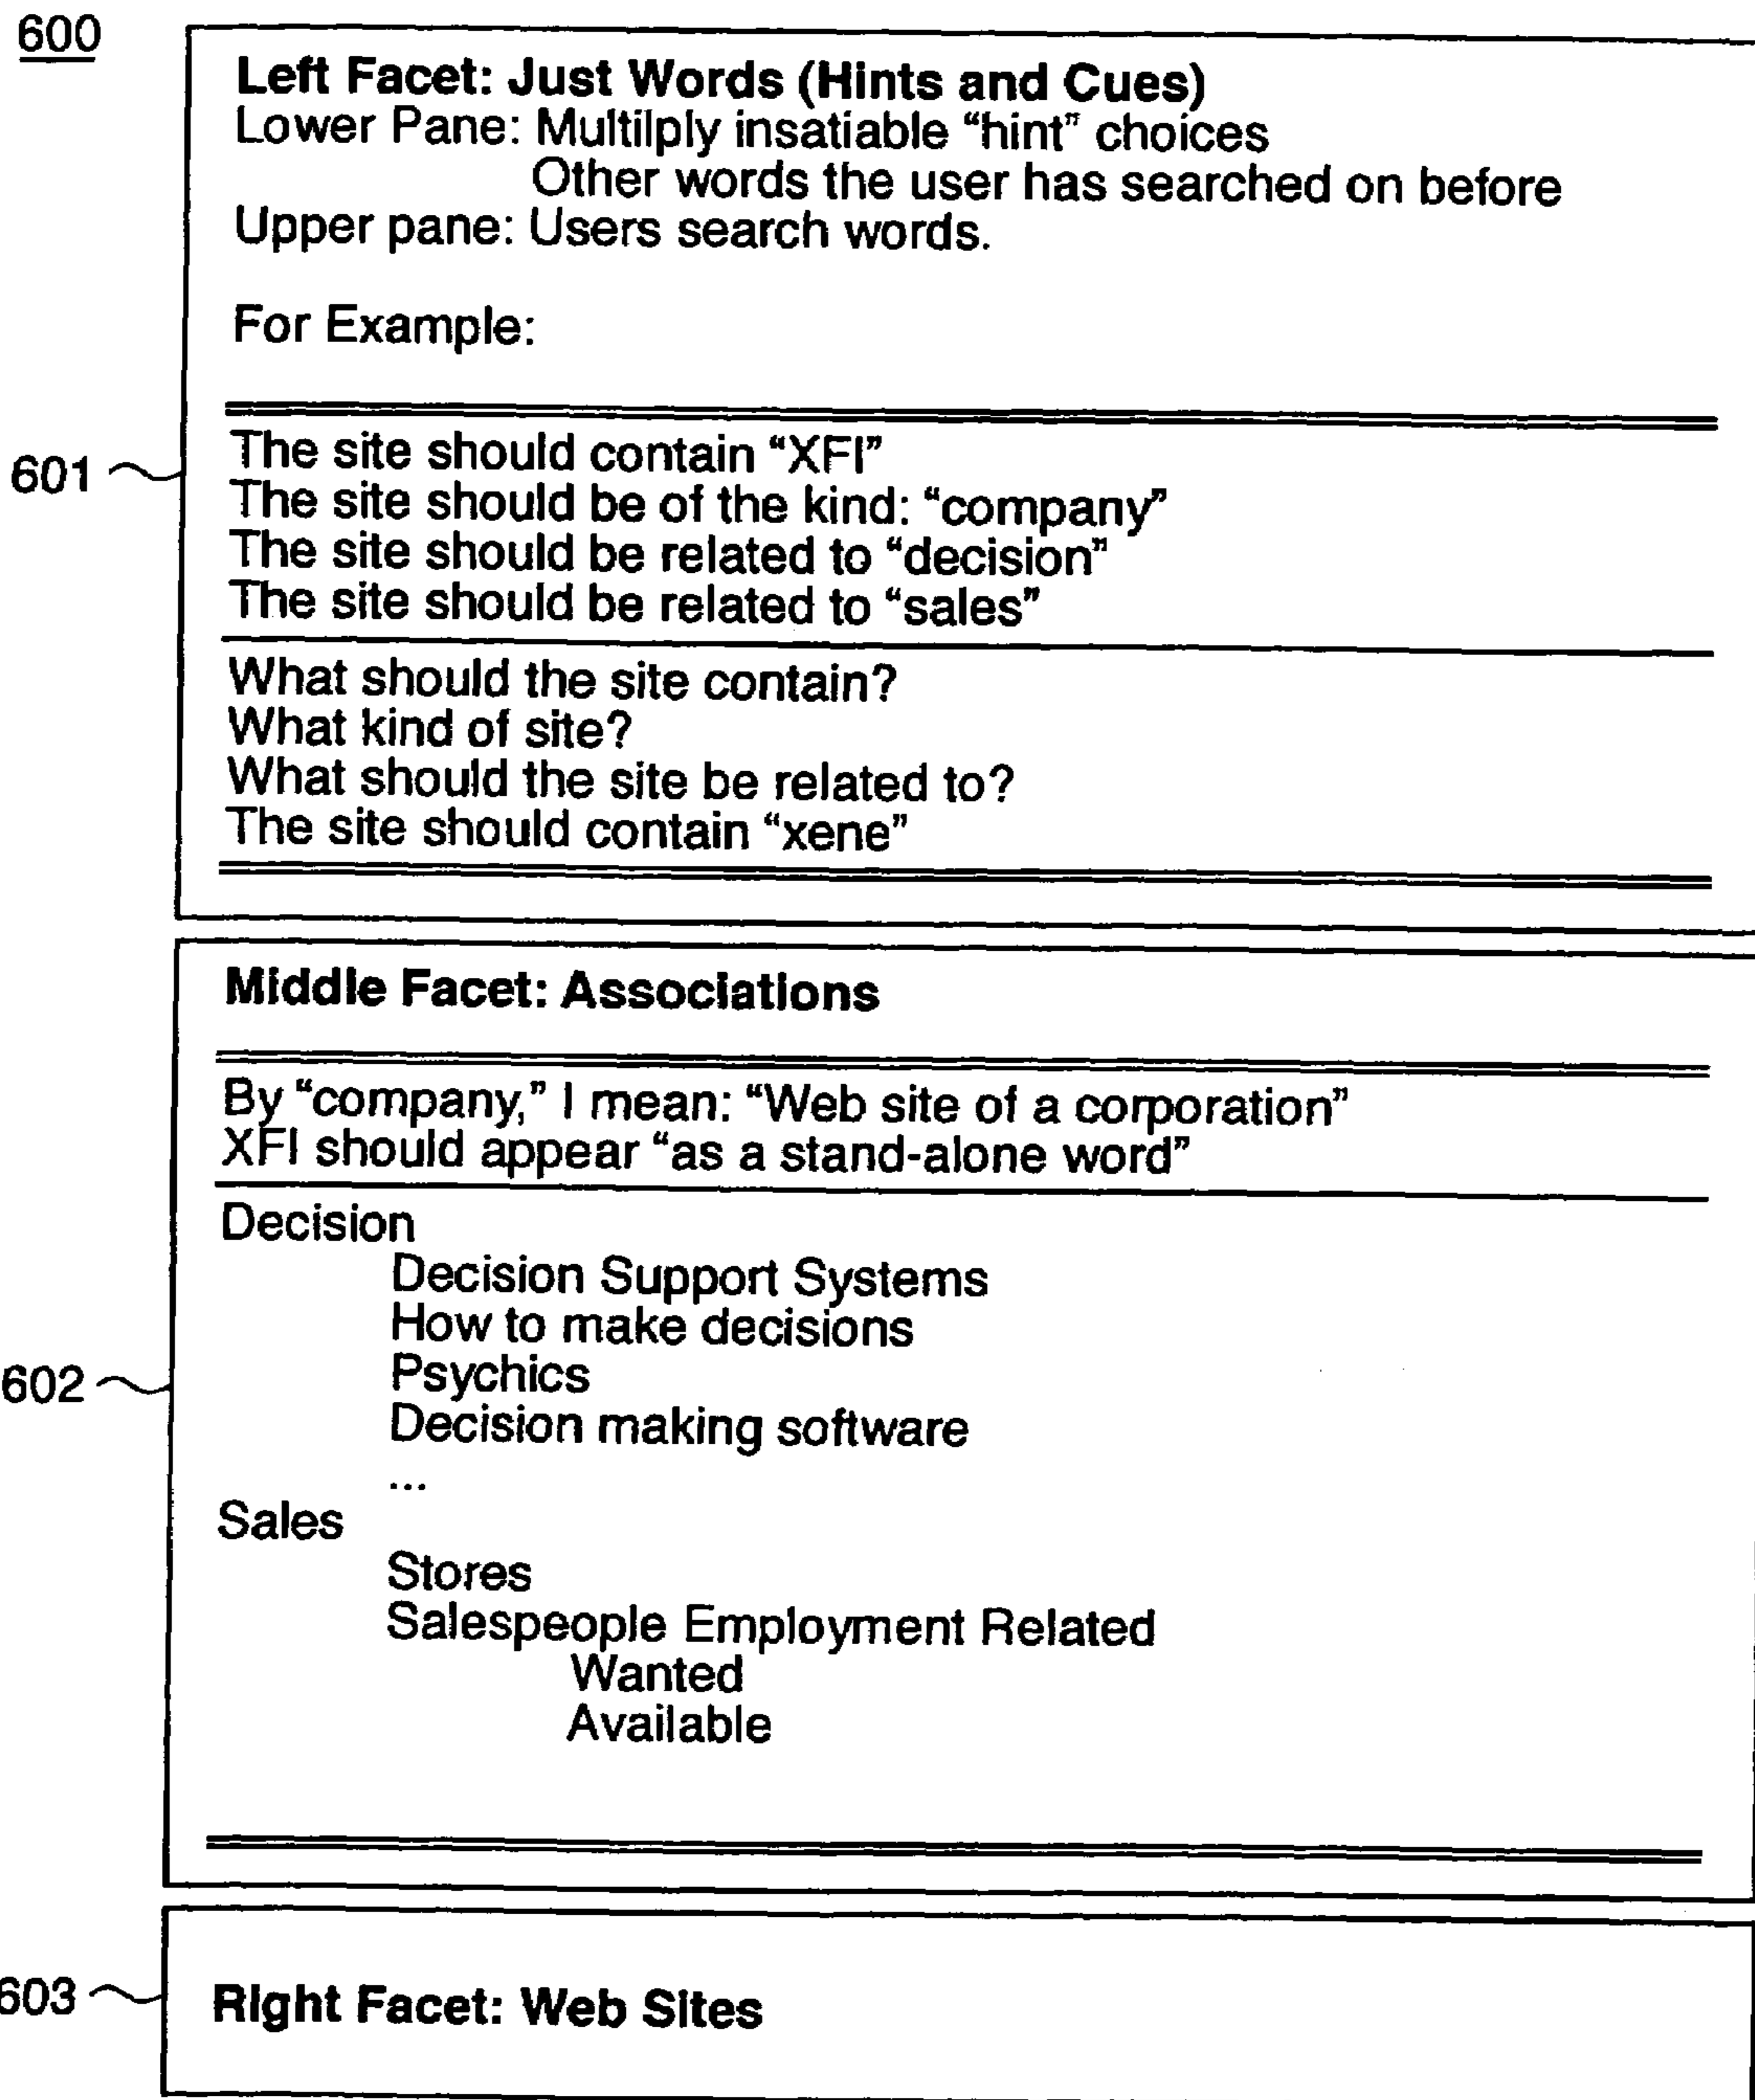 600
Left Facet: Just Words (Hints and Cues)
Lower Pane: Multilply insatiable “hint” choices
Other words the user has searched on before
Upper pane: Users search words.
For Example:
601
The site should contain “XFI”
The site should be of the kind: “company”
The site should be related to “decision”
The site should be related to “sales”
What should the site contain?
What kind of site?
What should the site be related to?
The site should contain “xene”
Middle Facet: Associations
By “company,” I mean: “Web site of a corporation”
XFI should appear “as a stand-alone word”
Decision
Decision Support Systems
How to make decisions
602
Psychics
Decision making software
...
Sales
Stores
Salespeople Employment Related
Wanted
Available
603
Right Facet: Web Sites